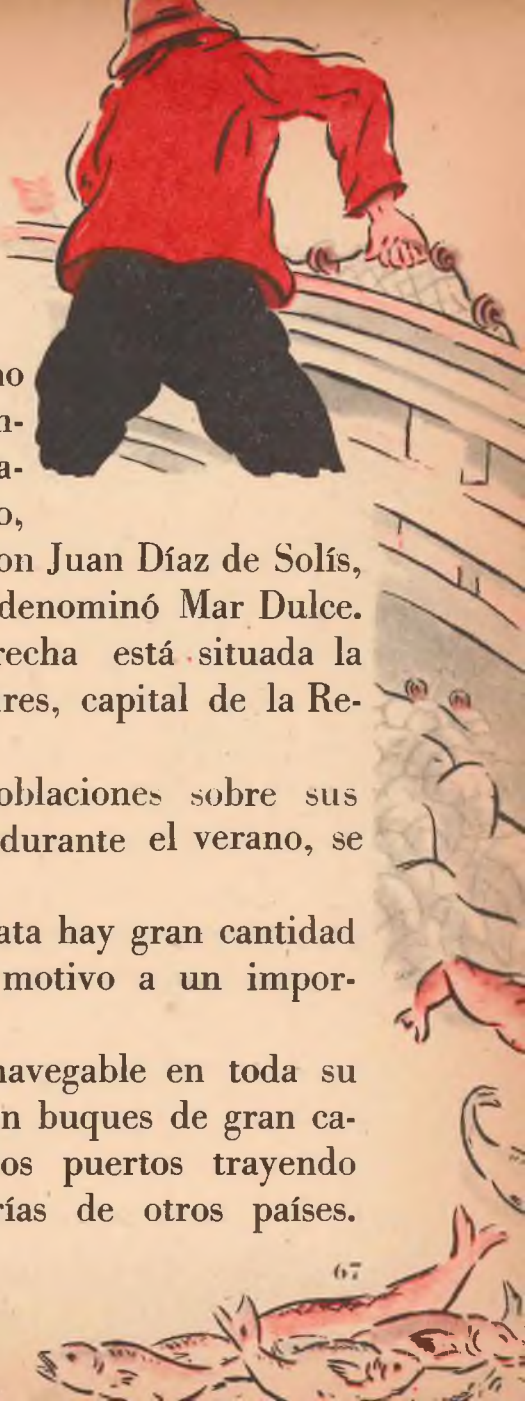 no
n-
a-
o,
on Juan Díaz de Solís,
denominó Mar Dulce.
recha está situada la
ires, capital de la Re-
oblaciones sobre sus
durante el verano, se
ata hay gran cantidad
motivo a un impor-
navegable en toda su
n buques de gran ca-
os puertos trayendo
rías de otros países.
67